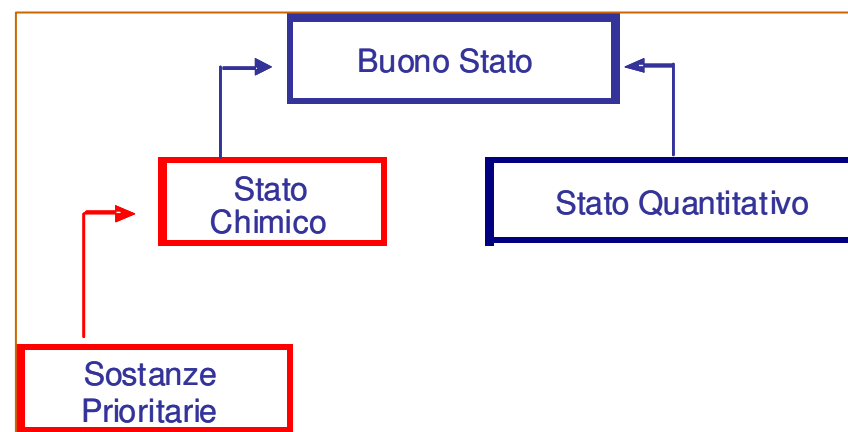 Buono Stato
Stato
Chimico
Stato Quantitativo
Sostanze
Prioritarie